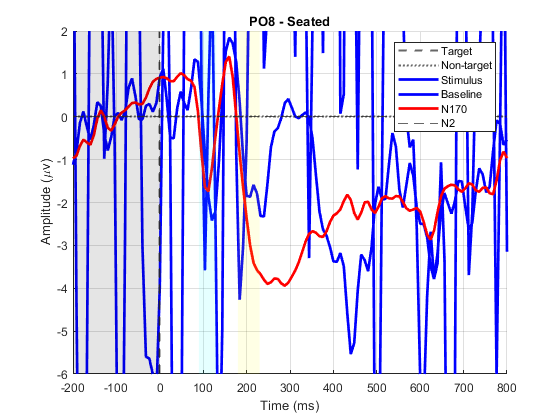 PO8 - Seated
Target
Non-target
Stimulus
Baseline
N170
N2
2
1
0
-1
-2
-3
-4
-5
-6
Amplitude (μv)
-200 -100 0 100 200 300 400 500 600 700 800
Time (ms)